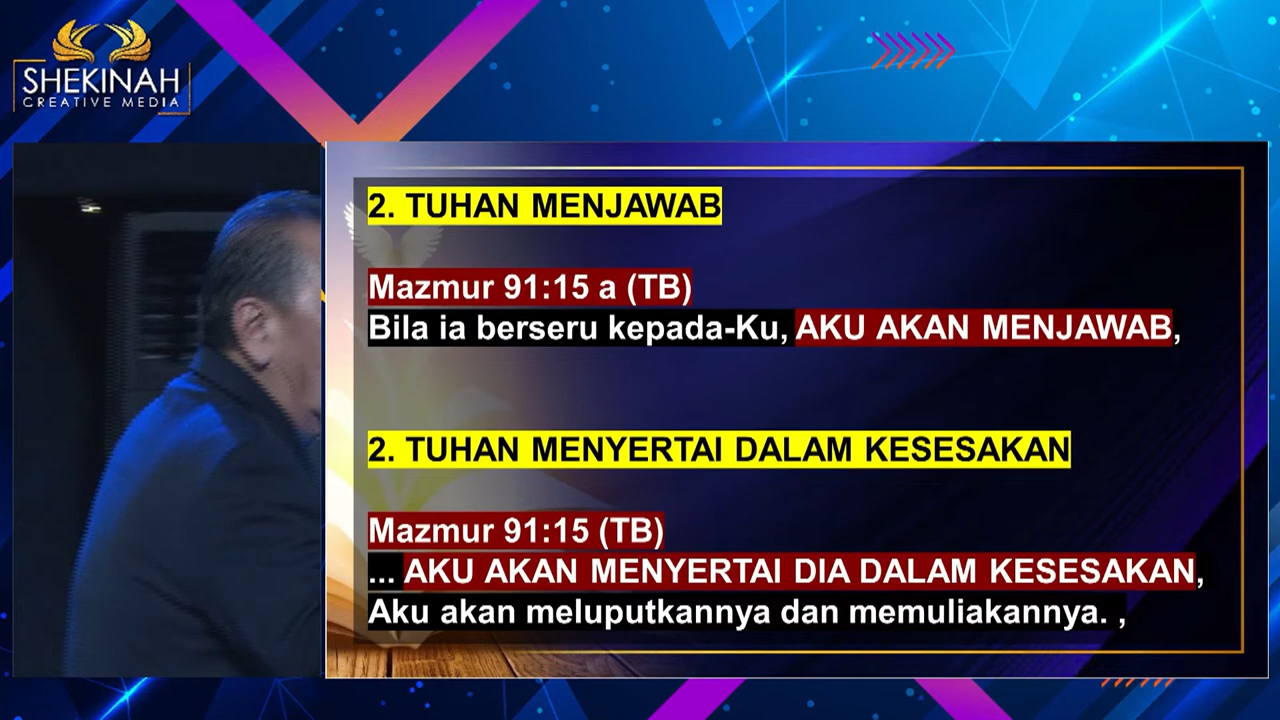 SHEKINAH
CREATIVE MEDIA
2. TUHAN MENJAWAB
Mazmur 91:15 a (TB)
Bila ia berseru kepada-Ku, AKU AKAN MENJAWAB,
2. TUHAN MENYERTAI DALAM KESESAKAN
Mazmur 91:15 (TB)
... AKU AKAN MENYERTAI DIA DALAM KESESAKAN,
Aku akan meluputkannya dan memuliakannya. ,